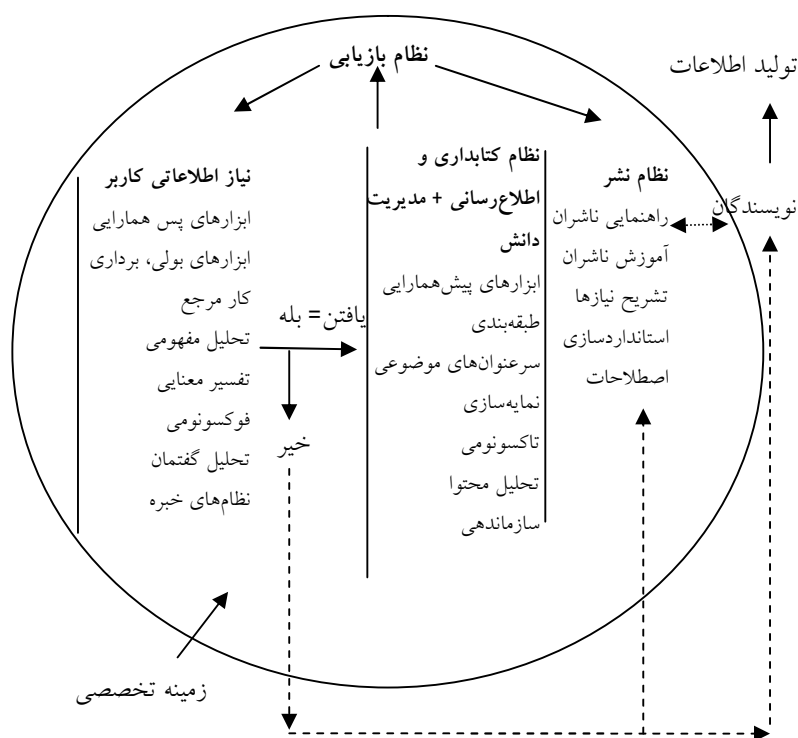 نظام بازیابی
تولید اطلاعات
نویسندگان
نظام نشر
راهنمایی ناشران
آموزش ناشران
تشریح نیازها
استانداردسازی
اصطلاحات
نظام کتابداری و
اطلاع‌رسانی + مدیریت
دانش
ابزارهای پیش‌همارایی
طبقه‌بندی
سرعنوان‌های موضوعی
نمایه‌سازی
تاکسونومی
تحلیل محتوا
سازماندهی
یافتن= بله
خیر
نیاز اطلاعاتی کاربر
ابزارهای پس همارایی
ابزارهای بولی، برداری
کار مرجع
تحلیل مفهومی
تفسیر معنایی
فوکسونومی
تحلیل گفتمان
نظام‌های خبره
زمینه تخصصی